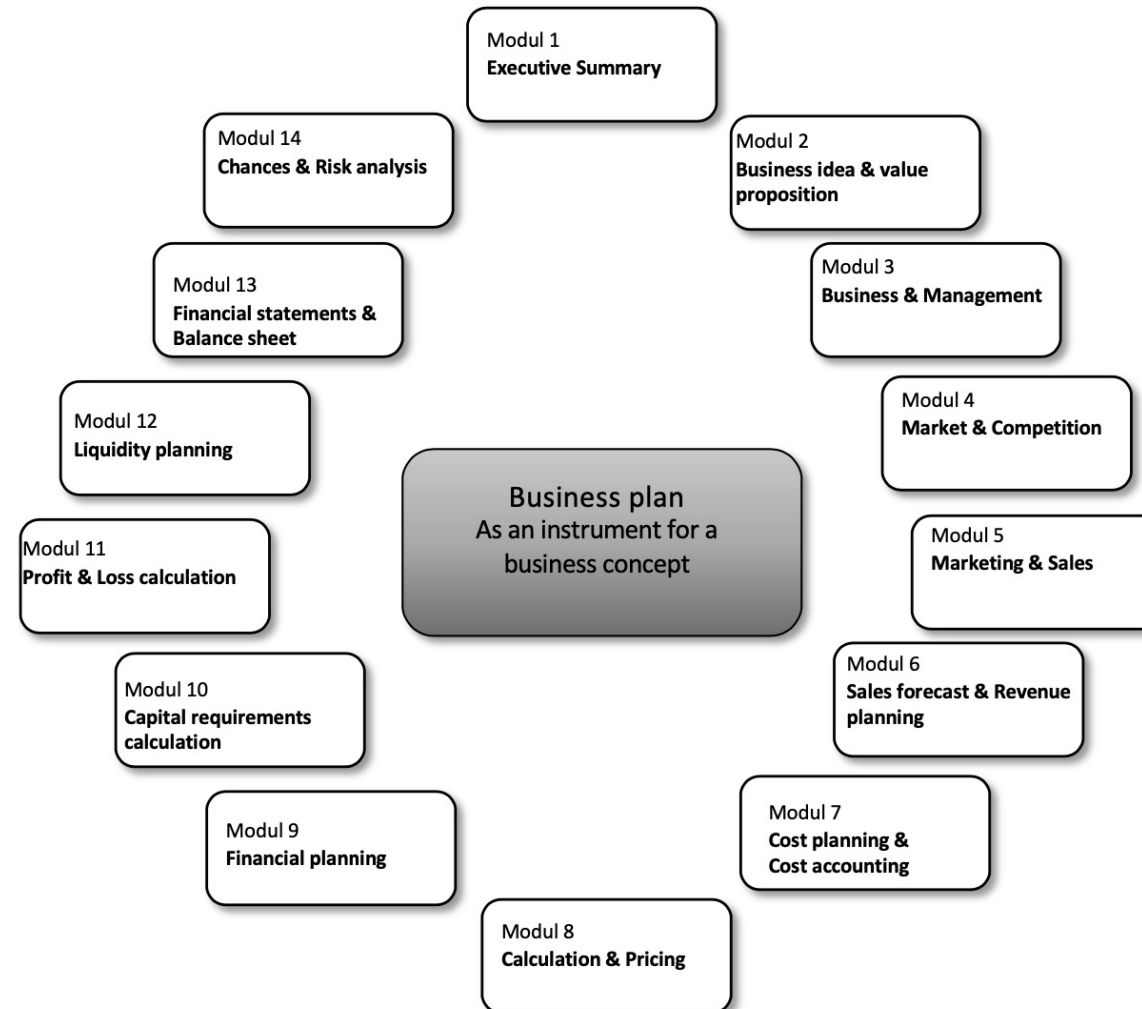 Modul 1
Executive Summary
Modul 2
Business idea & value
proposition
Modul 3
Business & Management
Modul 4
Market & Competition
Modul 5
Marketing & Sales
Modul 6
Sales forecast & Revenue
planning
Modul 7
Cost planning &
Cost accounting
Modul 8
Calculation & Pricing
Modul 9
Financial planning
Modul 10
Capital requirements
calculation
Modul 11
Profit & Loss calculation
Modul 12
Liquidity planning
Modul 13
Financial statements &
Balance sheet
Modul 14
Chances & Risk analysis
Business plan
As an instrument for a
business concept